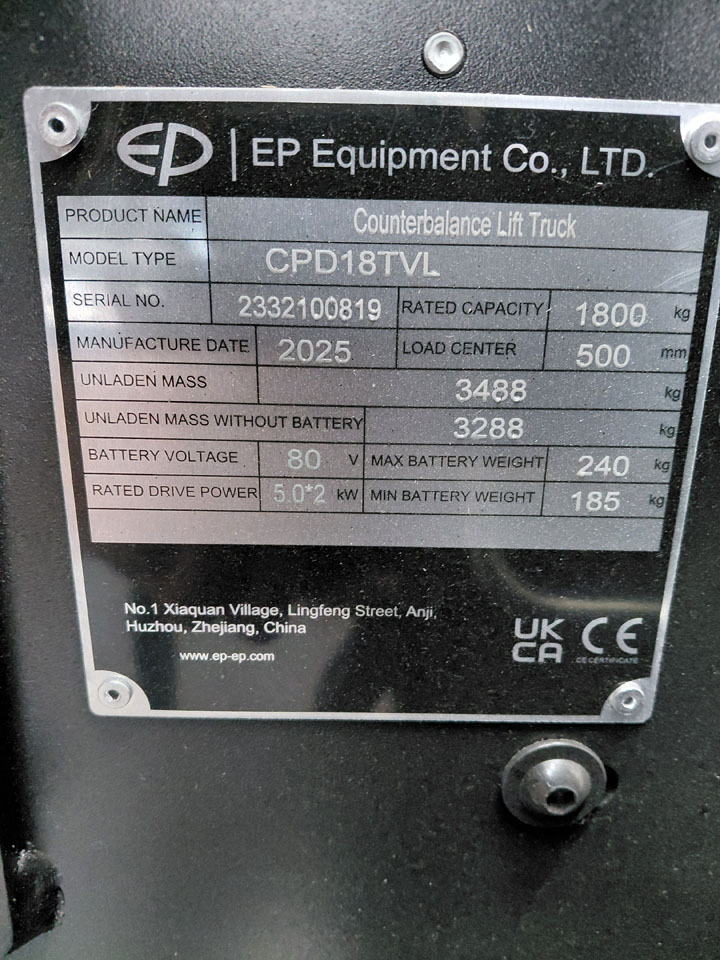 EP | EP Equipment Co., LTD.
PRODUCT NAME Counterbalance Lift Truck
MODEL TYPE CPD18TVL
SERIAL NO. 2332100819 RATED CAPACITY 1800 kg
MANUFACTURE DATE 2025 LOAD CENTER 500 mm
UNLADEN MASS 3488 kg
UNLADEN MASS WITHOUT BATTERY 3288 kg
BATTERY VOLTAGE 80 V MAX BATTERY WEIGHT 240 kg
RATED DRIVE POWER 5.0*2 kW MIN BATTERY WEIGHT 185 kg
No.1 Xiaquan Village, Lingfeng Street, Anji,
Huzhou, Zhejiang, China
www.ep-ep.com
UK
CA
CE
CE CERTIFICATE